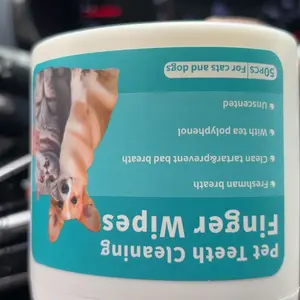 Pet Teeth Cleaning
Finger Wipes
Freshman breath
Clean tartar&prevent bad breath
With tea polyphenol
Unscented
50PCS For cats and dogs